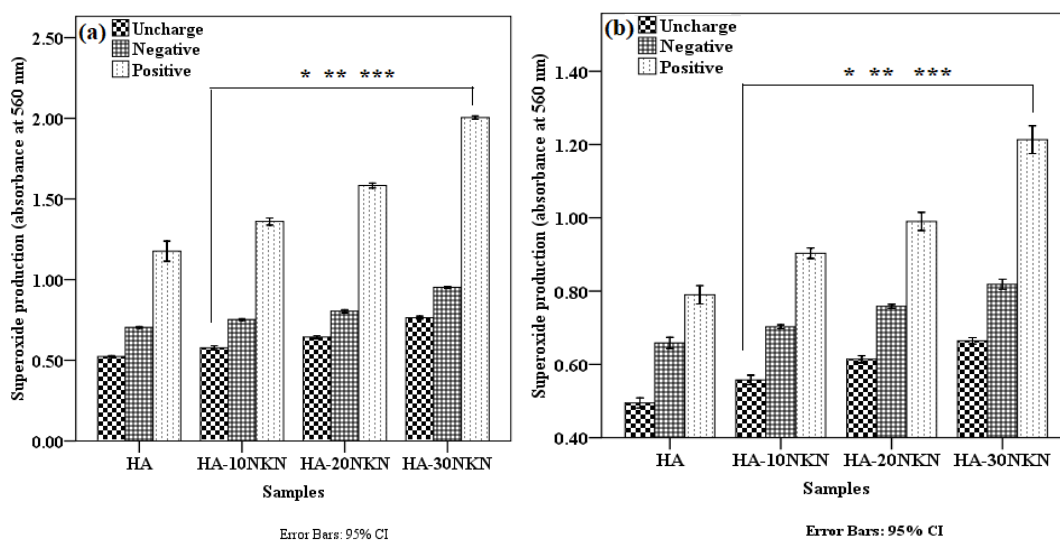 (a)
Uncharge
Negative
Positive
* ** ***
2.50
2.00
1.50
1.00
0.50
0.00
Superoxide production (absorbance at 560 nm)
HA HA-10NKN HA-20NKN HA-30NKN
Samples
Error Bars: 95% CI
(b)
Uncharge
Negative
Positive
* ** ***
1.40
1.20
1.00
0.80
0.60
0.40
Superoxide production (absorbance at 560 nm)
HA HA-10NKN HA-20NKN HA-30NKN
Samples
Error Bars: 95% CI